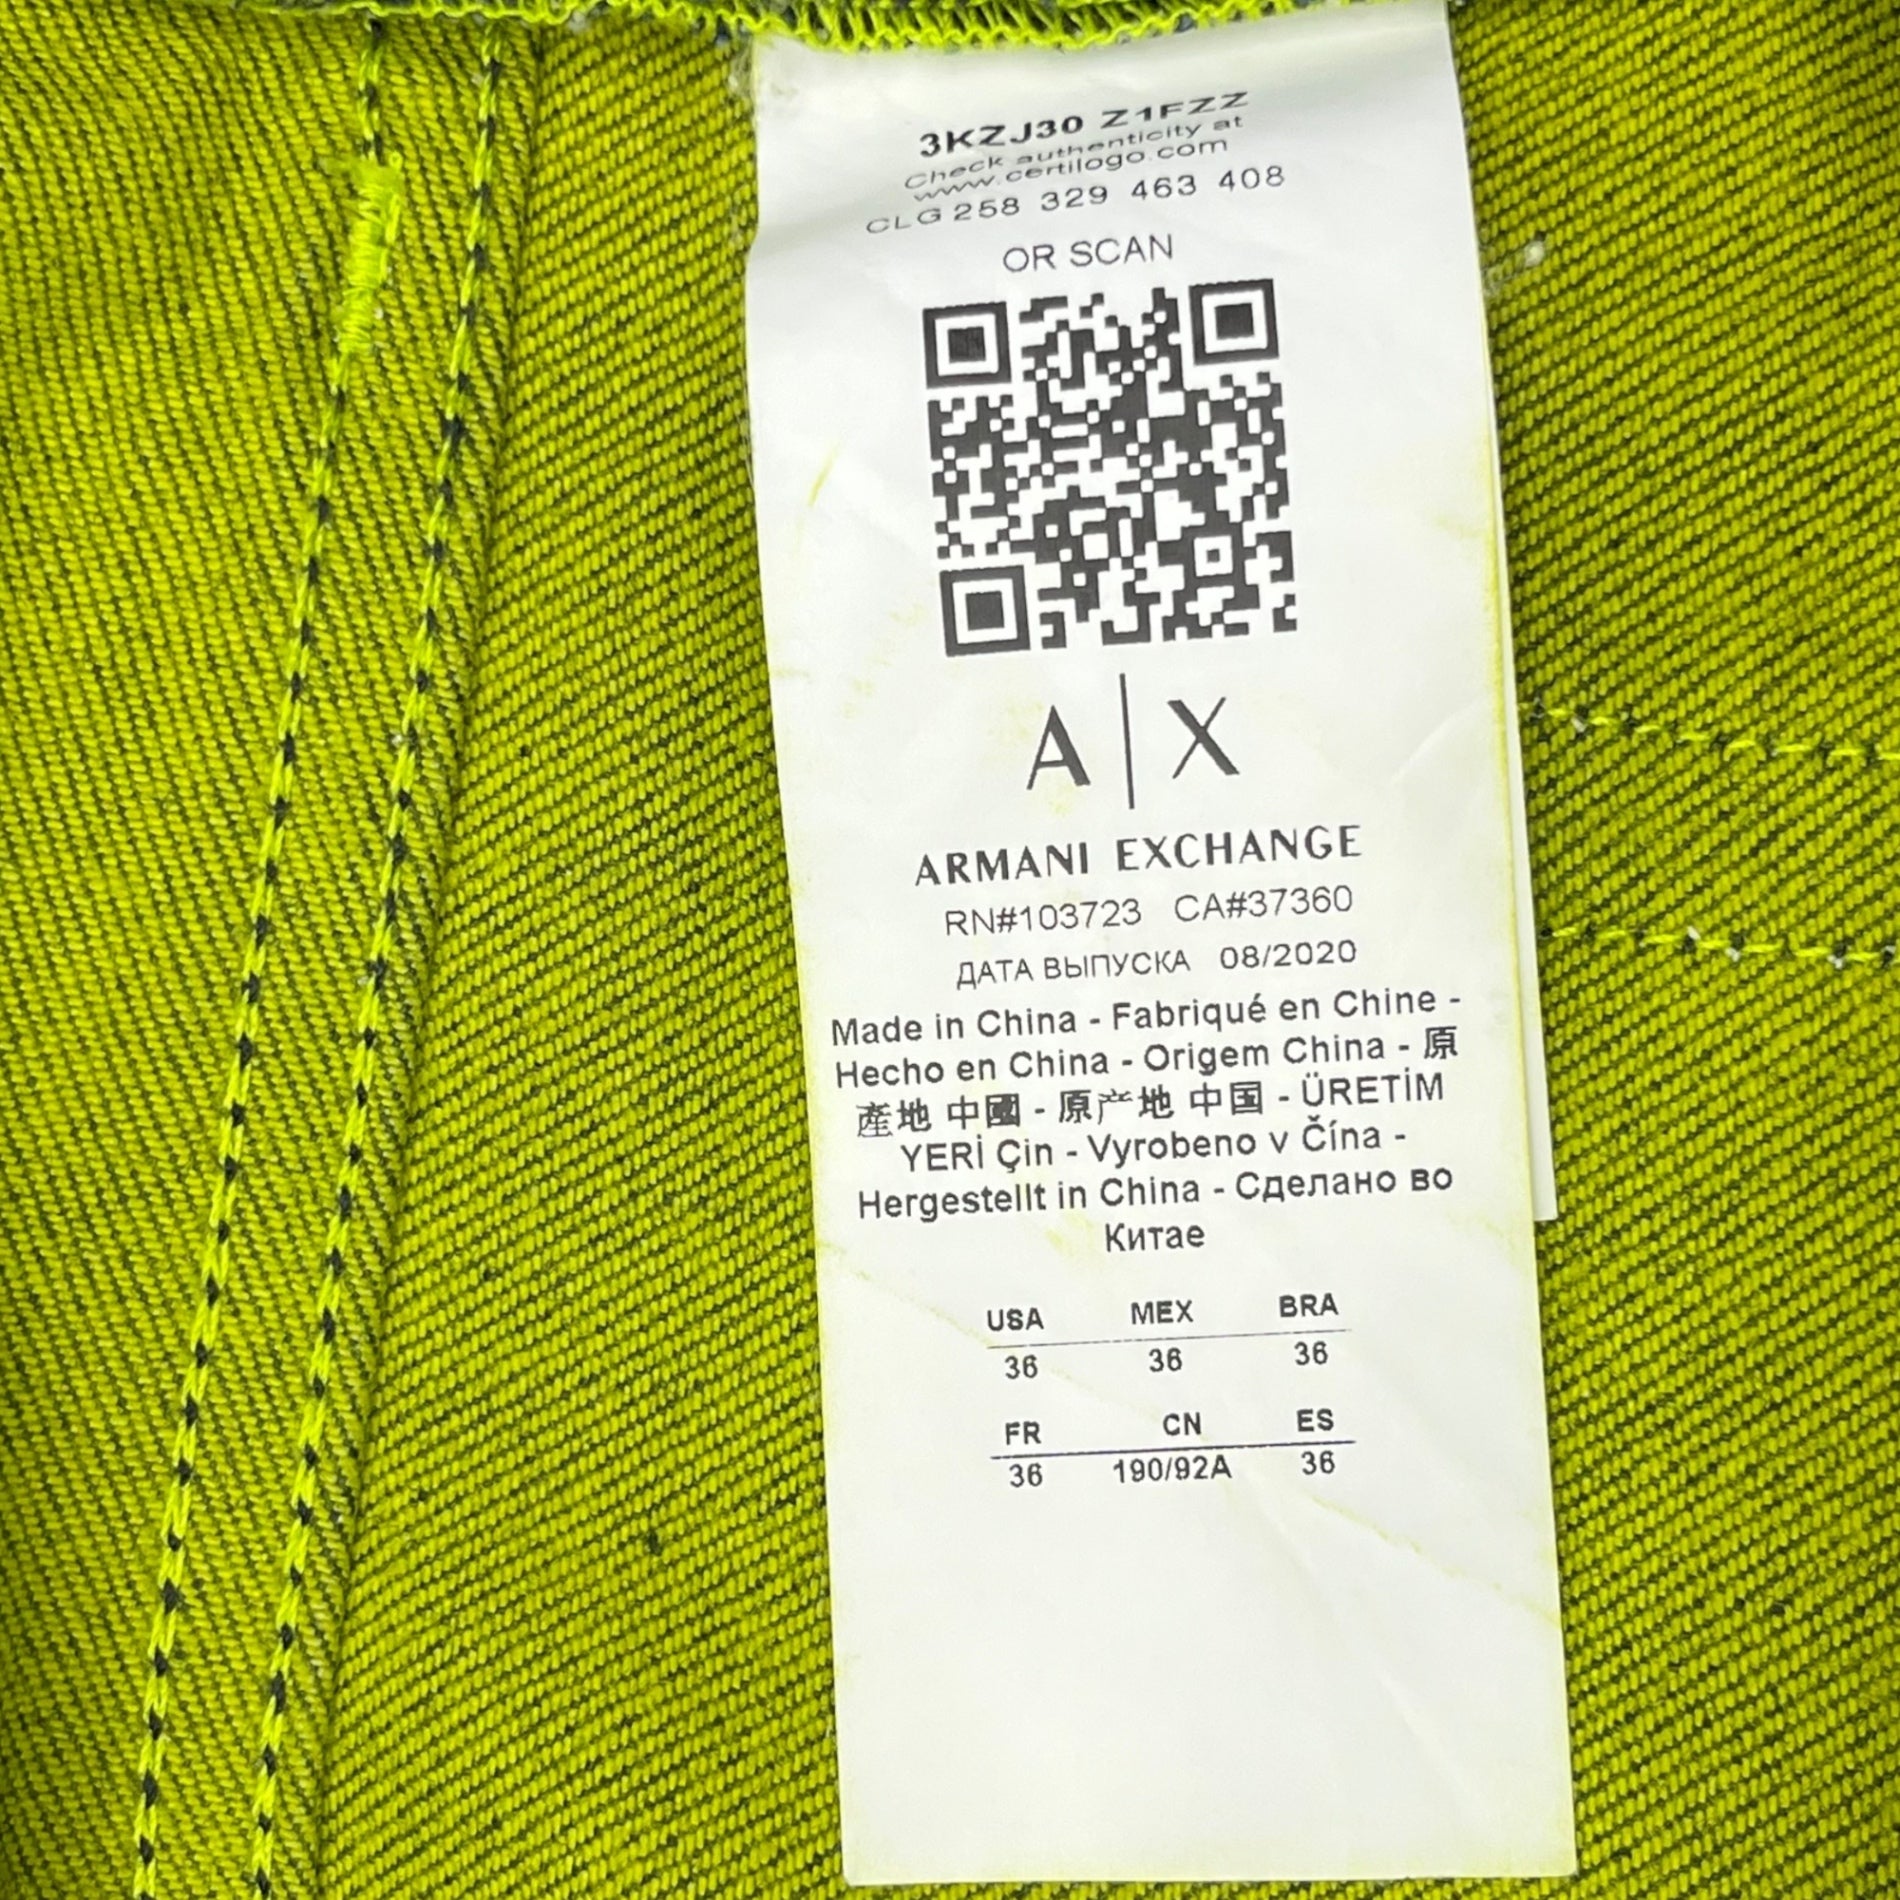 3KZJ30 Z1FZZ
Check authenticity at
www.certilogo.com
CLG 258 329 463 408
OR SCAN
A|X
ARMANI EXCHANGE
RN#103723 CA#37360
ДАТА ВЫПУСКА 08/2020
Made in China - Fabriqué en Chine -
Hecho en China - Origem China - 原
產地 中國 - 原产地 中国 - ÜRETİM
YERİ Çin - Vyrobeno v Čína -
Hergestellt in China - Сделано во
Китае
USA MEX BRA
36 36 36
FR CN ES
36 190/92A 36